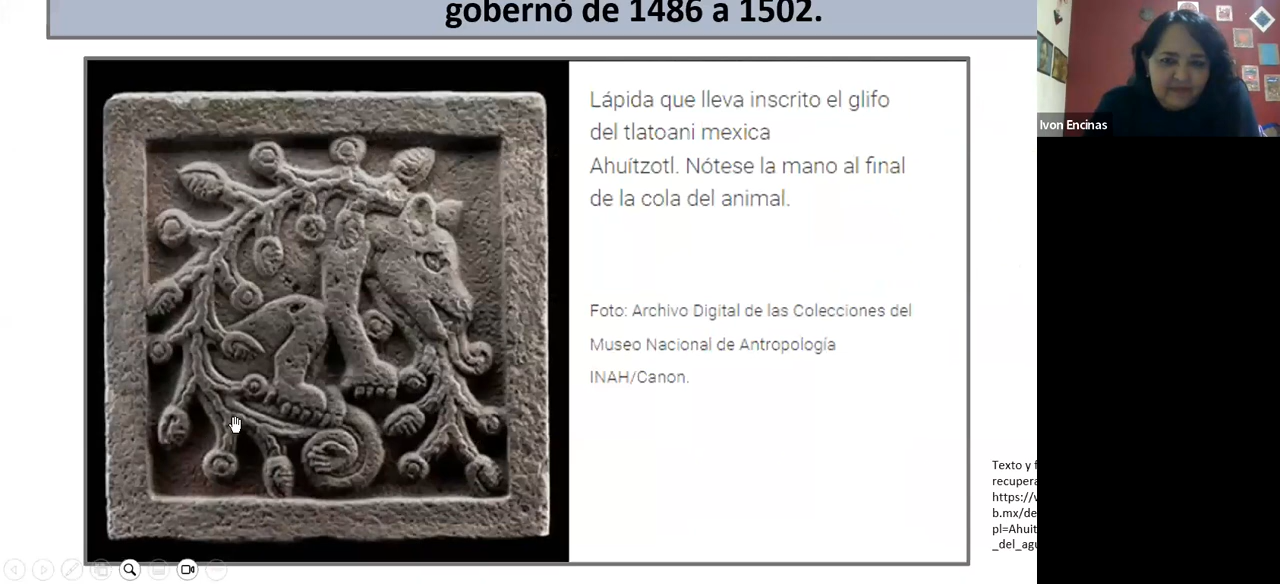 gobernó de 1486 a 1502.
Lápida que lleva inscrito el glifo
del tlatoani mexica
Ahuítzotl. Nótese la mano al final
de la cola del animal.
Foto: Archivo Digital de las Colecciones del
Museo Nacional de Antropología
INAH/Canon.
Ivon Encinas
Texto y f
recupera
https://v
b.mx/de
pl=Ahuit
_del_agu